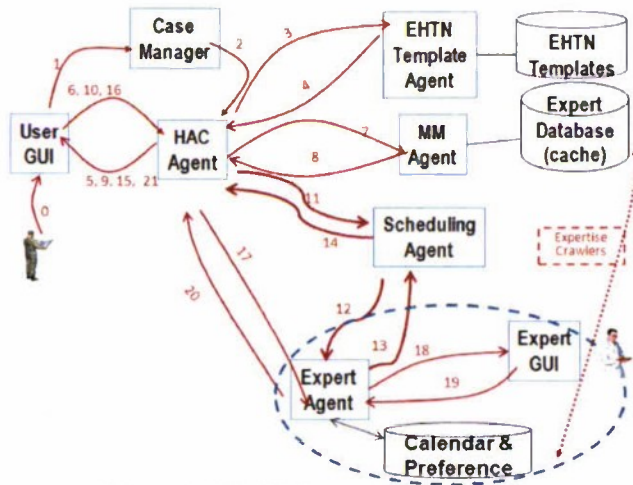 Case
Manager
1
2
3
4
EHTN
Template
Agent
EHTN
Templates
6, 10, 16
User
GUI
HAC
Agent
5, 9, 15, 21
7
8
MM
Agent
Expert
Database
(cache)
0
11
14
Scheduling
Agent
Expertise
Crawlers
17
20
12
13
18
19
Expert
Agent
Expert
GUI
Calendar &
Preference